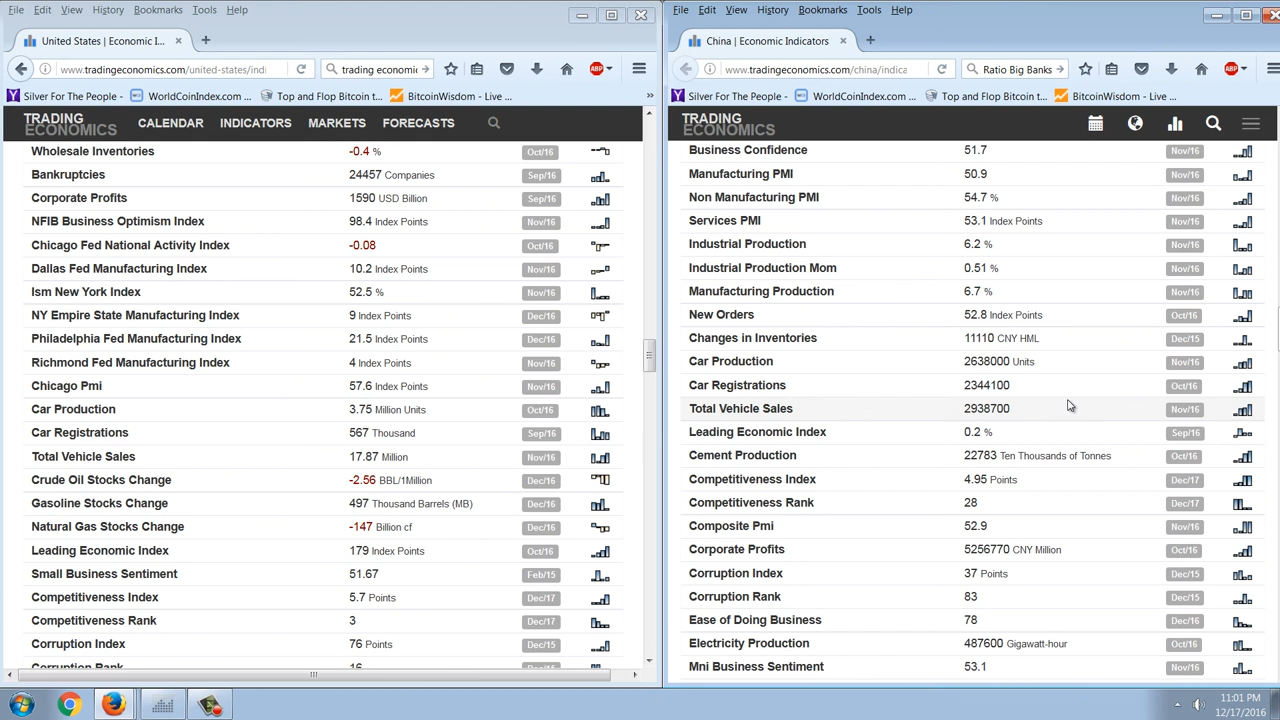 File Edit View History Bookmarks Tools Help
United States | Economic I...
www.tradingeconomics.com/united-states/indi
trading economic
Silver For The People - WorldCoinIndex.com ... Top and Flop Bitcoin t... BitcoinWisdom - Live ... »
TRADING ECONOMICS CALENDAR INDICATORS MARKETS FORECASTS
Wholesale Inventories -0.4 % Oct/16
Bankruptcies 24457 Companies Sep/16
Corporate Profits 1590 USD Billion Sep/16
NFIB Business Optimism Index 98.4 Index Points Nov/16
Chicago Fed National Activity Index -0.08 Oct/16
Dallas Fed Manufacturing Index 10.2 Index Points Nov/16
Ism New York Index 52.5 % Nov/16
NY Empire State Manufacturing Index 9 Index Points Dec/16
Philadelphia Fed Manufacturing Index 21.5 Index Points Dec/16
Richmond Fed Manufacturing Index 4 Index Points Nov/16
Chicago Pmi 57.6 Index Points Nov/16
Car Production 3.75 Million Units Oct/16
Car Registrations 567 Thousand Sep/16
Total Vehicle Sales 17.87 Million Nov/16
Crude Oil Stocks Change -2.56 BBL/1Million Dec/16
Gasoline Stocks Change 497 Thousand Barrels (MB) Dec/16
Natural Gas Stocks Change -147 Billion cf Dec/16
Leading Economic Index 179 Index Points Oct/16
Small Business Sentiment 51.67 Feb/15
Competitiveness Index 5.7 Points Dec/17
Competitiveness Rank 3 Dec/17
Corruption Index 76 Points Dec/15
Corruption Rank 16
File Edit View History Bookmarks Tools Help
China | Economic Indicators
www.tradingeconomics.com/china/indica
Ratio Big Banks
ABP
Silver For The People - WorldCoinIndex.com ... Top and Flop Bitcoin t... BitcoinWisdom - Live ... »
TRADING ECONOMICS
Business Confidence 51.7 Nov/16
Manufacturing PMI 50.9 Nov/16
Non Manufacturing PMI 54.7 % Nov/16
Services PMI 53.1 Index Points Nov/16
Industrial Production 6.2 % Nov/16
Industrial Production Mom 0.51 % Nov/16
Manufacturing Production 6.7 % Nov/16
New Orders 52.8 Index Points Oct/16
Changes in Inventories 11110 CNY HML Dec/15
Car Production 2638000 Units Nov/16
Car Registrations 2344100 Oct/16
Total Vehicle Sales 2938700 Nov/16
Leading Economic Index 0.2 % Sep/16
Cement Production 22783 Ten Thousands of Tonnes Oct/16
Competitiveness Index 4.95 Points Dec/17
Competitiveness Rank 28 Dec/17
Composite Pmi 52.9 Nov/16
Corporate Profits 5256770 CNY Million Oct/16
Corruption Index 37 Points Dec/15
Corruption Rank 83 Dec/15
Ease of Doing Business 78 Dec/16
Electricity Production 487600 Gigawatt-hour Oct/16
Mni Business Sentiment 53.1 Nov/16
11:01 PM
12/17/2016